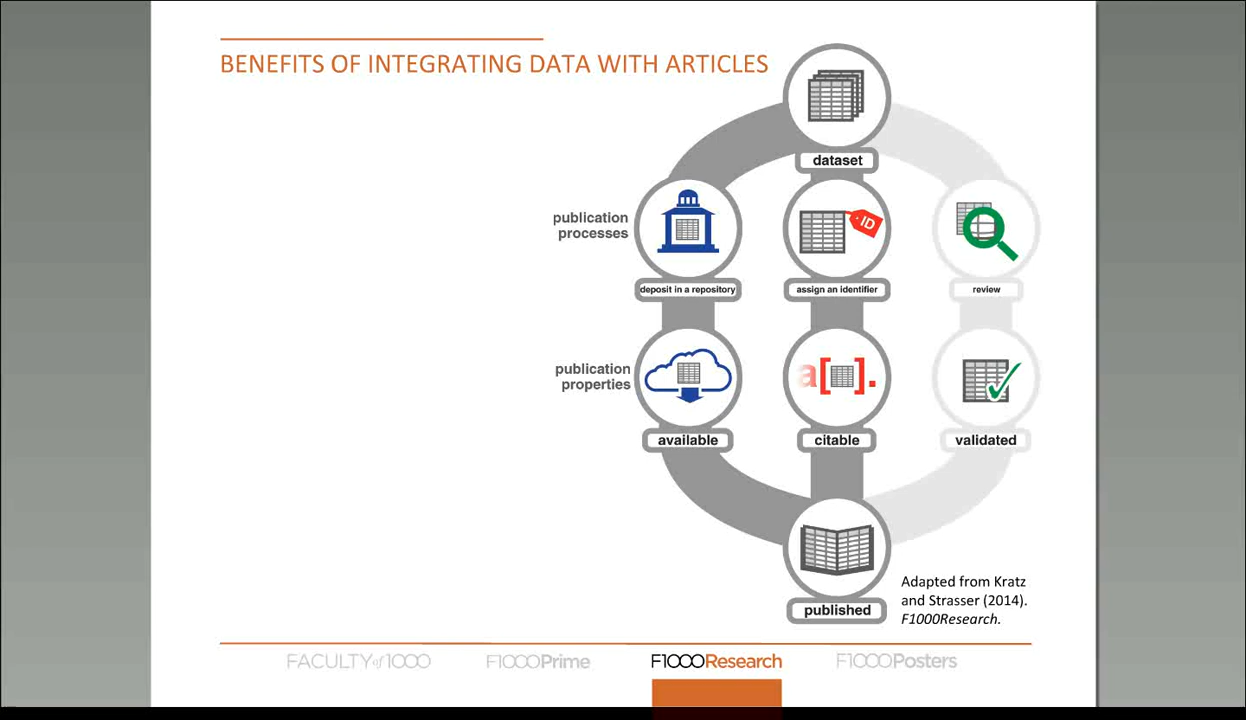 BENEFITS OF INTEGRATING DATA WITH ARTICLES
dataset
publication
processes
ID
deposit in a repository
assign an identifier
review
publication
properties
a[ ].
available
citable
validated
published
Adapted from Kratz
and Strasser (2014).
F1000Research.
FACULTY of 1000
F1000Prime
F1000Research
F1000Posters